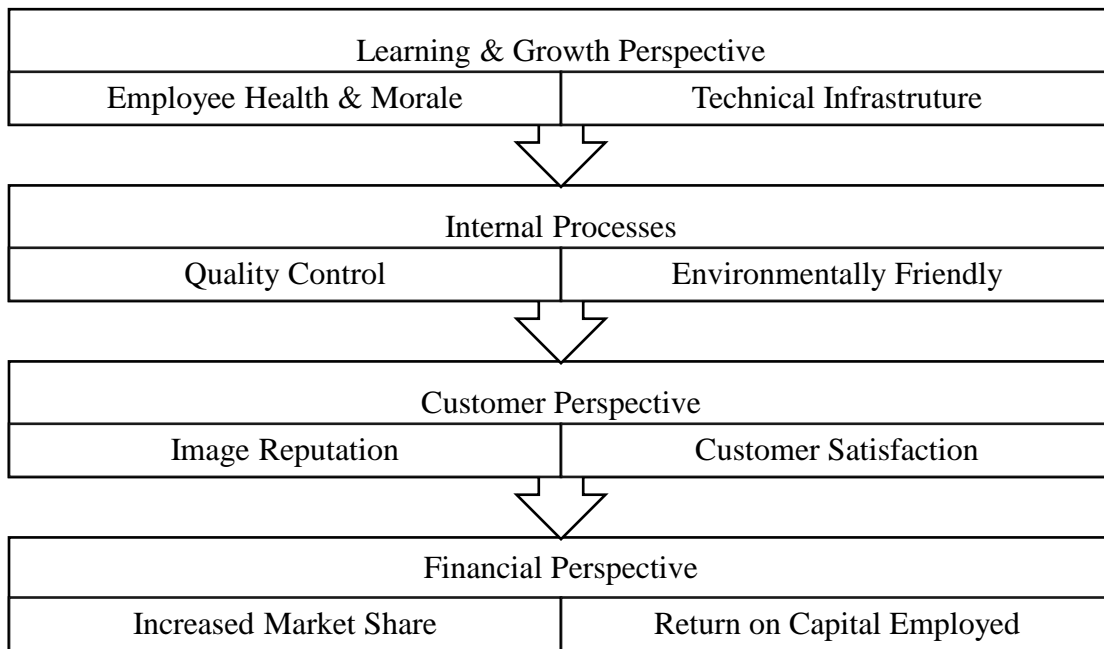 Learning & Growth Perspective
Employee Health & Morale
Technical Infrastruture
Internal Processes
Quality Control
Environmentally Friendly
Customer Perspective
Image Reputation
Customer Satisfaction
Financial Perspective
Increased Market Share
Return on Capital Employed